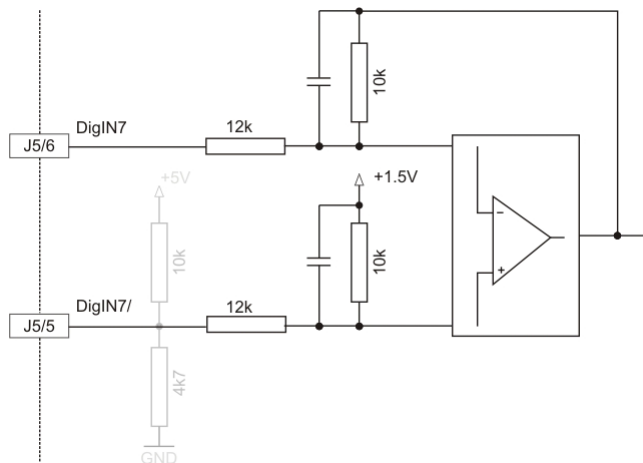 DigIN7
J5/6
12k
10k
+5V
+1.5V
10k
10k
DigIN7/
J5/5
12k
4k7
GND
−
+